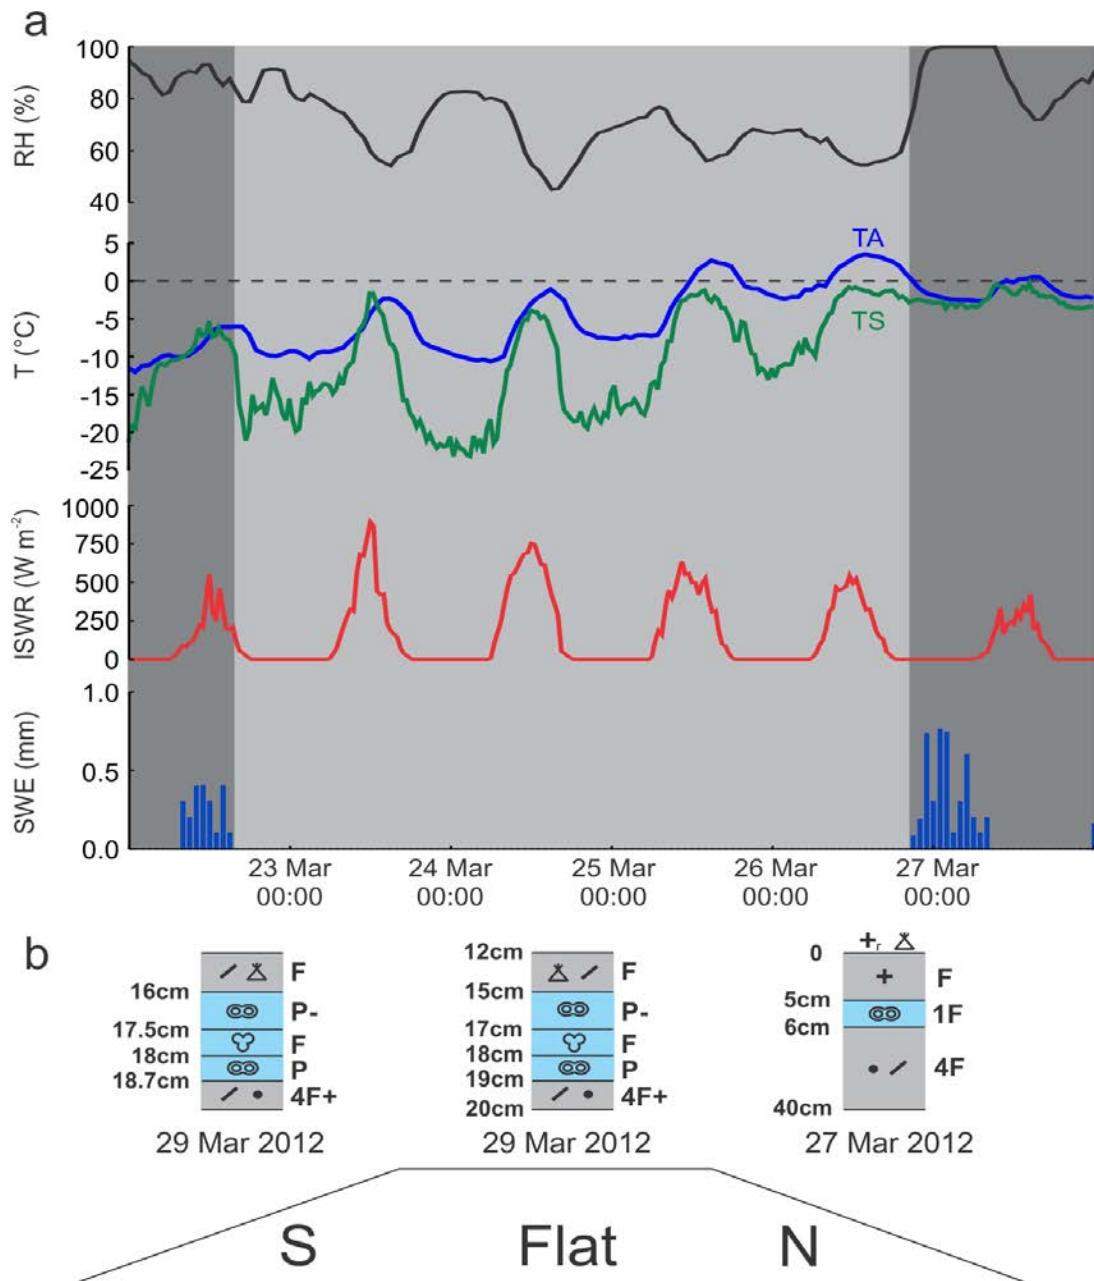 a
RH (%)
100
80
60
40
T (°C)
5
0
-5
-10
-15
-20
-25
TA
TS
ISWR (W m⁻²)
1000
750
500
250
0
SWE (mm)
1.0
0.5
0.0
23 Mar 24 Mar 25 Mar 26 Mar 27 Mar
00:00 00:00 00:00 00:00 00:00
b
F
16cm
P-
17.5cm
F
18cm
P
18.7cm
4F+
29 Mar 2012
12cm
F
15cm
P-
17cm
F
18cm
P
19cm
4F+
20cm
29 Mar 2012
r
0
F
5cm
1F
6cm
4F
40cm
27 Mar 2012
S Flat N